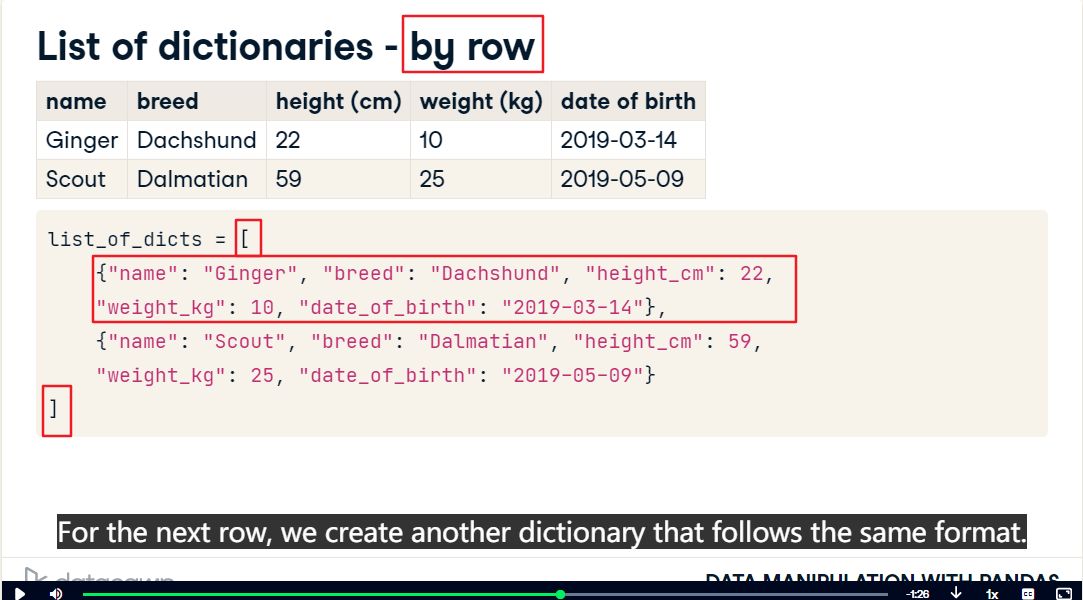 List of dictionaries - by row
name breed height (cm) weight (kg) date of birth
Ginger Dachshund 22 10 2019-03-14
Scout Dalmatian 59 25 2019-05-09
list_of_dicts = [
{"name": "Ginger", "breed": "Dachshund", "height_cm": 22,
"weight_kg": 10, "date_of_birth": "2019-03-14"},
{"name": "Scout", "breed": "Dalmatian", "height_cm": 59,
"weight_kg": 25, "date_of_birth": "2019-05-09"}
]
For the next row, we create another dictionary that follows the same format.
datacamp DATA MANIPULATION WITH PANDAS
-1:26 1x CC